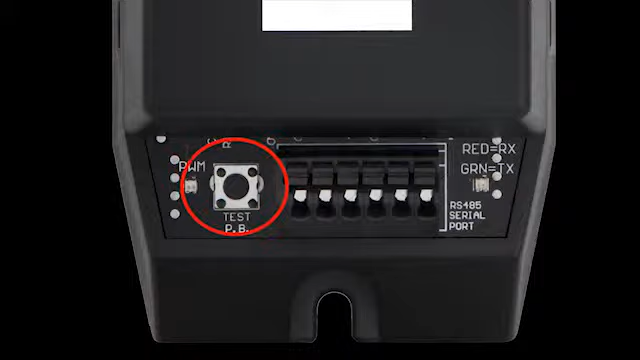 RED=RX
PWM
GRN=TX
TEST
P.B.
RS485
SERIAL
PORT